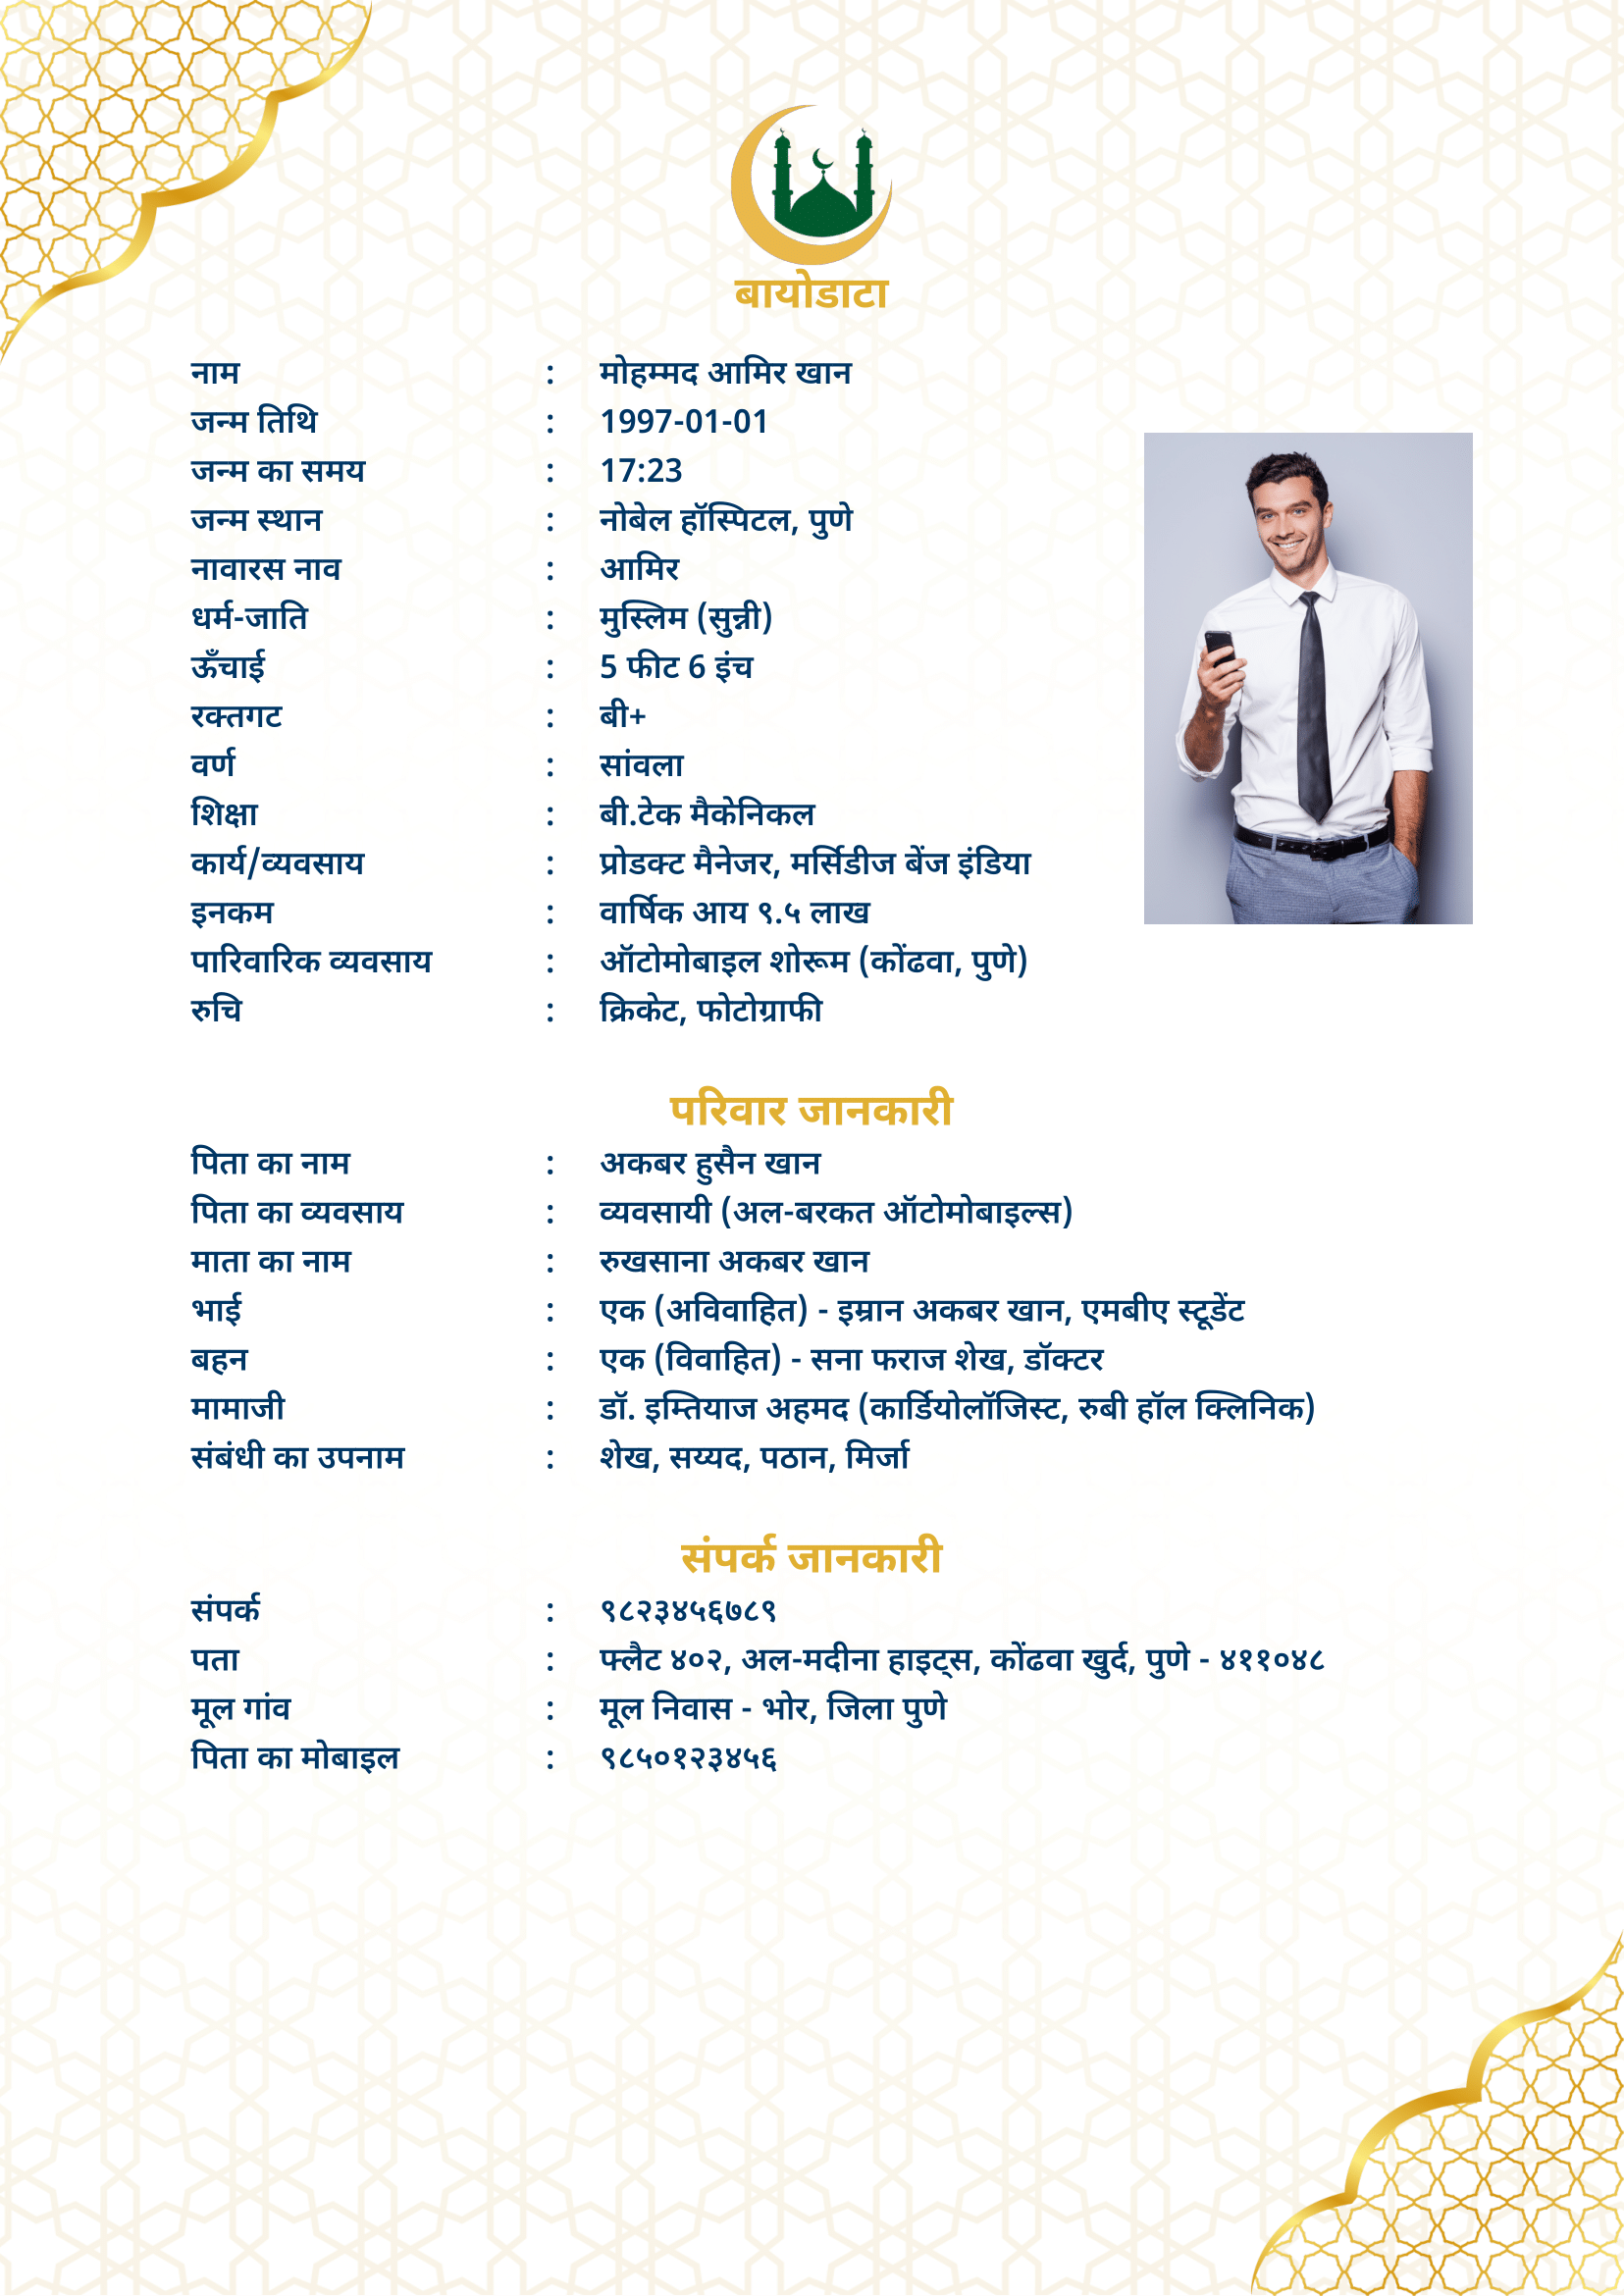 बायोडाटा
नाम : मोहम्मद आमिर खान
जन्म तिथि : 1997-01-01
जन्म का समय : 17:23
जन्म स्थान : नोबेल हॉस्पिटल, पुणे
नावारस नाव : आमिर
धर्म-जाति : मुस्लिम (सुन्नी)
ऊँचाई : 5 फीट 6 इंच
रक्तगट : बी+
वर्ण : सांवला
शिक्षा : बी.टेक मैकेनिकल
कार्य/व्यवसाय : प्रोडक्ट मैनेजर, मर्सिडीज बेंज इंडिया
इनकम : वार्षिक आय ९.५ लाख
पारिवारिक व्यवसाय : ऑटोमोबाइल शोरूम (कोंढवा, पुणे)
रुचि : क्रिकेट, फोटोग्राफी
परिवार जानकारी
पिता का नाम : अकबर हुसैन खान
पिता का व्यवसाय : व्यवसायी (अल-बरकत ऑटोमोबाइल्स)
माता का नाम : रुखसाना अकबर खान
भाई : एक (अविवाहित) - इम्रान अकबर खान, एमबीए स्टूडेंट
बहन : एक (विवाहित) - सना फराज शेख, डॉक्टर
मामाजी : डॉ. इम्तियाज अहमद (कार्डियोलॉजिस्ट, रुबी हॉल क्लिनिक)
संबंधी का उपनाम : शेख, सय्यद, पठान, मिर्जा
संपर्क जानकारी
संपर्क : ९८२३४५६७८९
पता : फ्लैट ४०२, अल-मदीना हाइट्स, कोंढवा खुर्द, पुणे - ४११०४८
मूल गांव : मूल निवास - भोर, जिला पुणे
पिता का मोबाइल : ९८५०१२३४५६